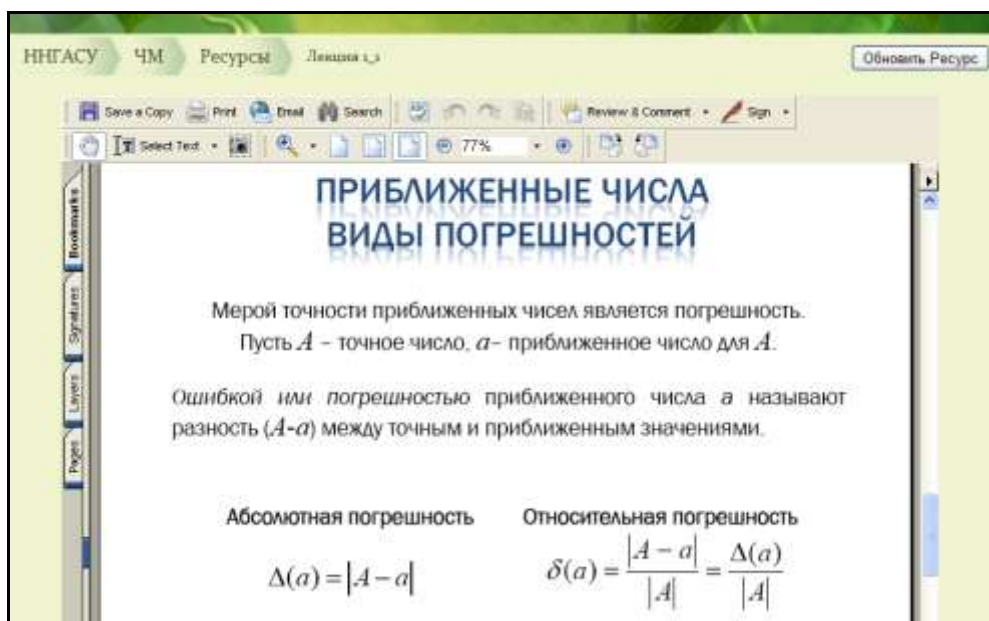 ННГАСУ ЧМ Ресурсы Лекция 1_1
Обновить Ресурс
Save a Copy Print Email Search Review & Comment Sign
Select Text 77%
Bookmarks
Signatures
Layers
Pages
ПРИБЛИЖЕННЫЕ ЧИСЛА
ВИДЫ ПОГРЕШНОСТЕЙ
Мерой точности приближенных чисел является погрешность.
Пусть A – точное число, a– приближенное число для A.
Ошибкой или погрешностью приближенного числа а называют
разность (A-a) между точным и приближенным значениями.
Абсолютная погрешность Относительная погрешность
Δ(a) = |A − a| δ(a) = |A − a| / |A| = Δ(a) / |A|